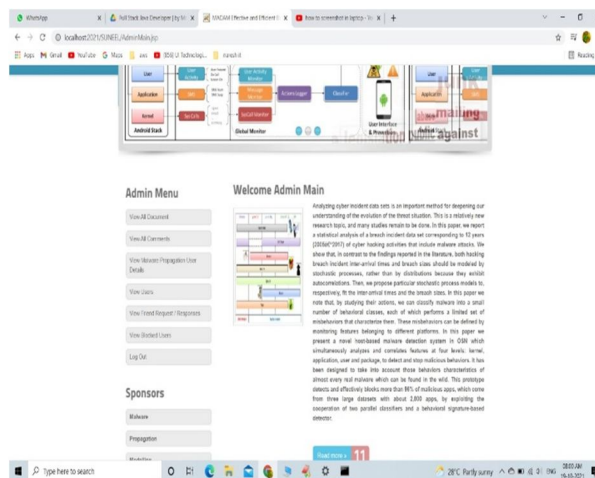 WhatsApp
Full Stack Java Developer (by Sr
MADAM Effective and Efficient
how to screenshot in laptop - Yo
localhost:2021/SUNEEL/AdminMain.jsp
Apps
Gmail
YouTube
Maps
aws
(856) UI Technologi...
Reading
User
User Activity
User Activity Monitor
User
Application
Message Monitor
Action Logger
Classifier
Application
Kernel
Sys Calls
SysCall Monitor
Kernel
Android Stack
Global Monitor
User Interface & Prevention
mailing
public against
Admin Menu
View All Document
View All Comments
View Malware Propagation User Details
View Users
View Friend Request / Responses
View Blocked Users
Log Out
Sponsors
Malware
Propagation
Welcome Admin Main
Analyzing cyber incident data sets is an important method for deepening our
understanding of the evolution of the threat situation. This is a relatively new
research topic, and many studies remain to be done. In this paper, we report
a statistical analysis of a breach incident data set corresponding to 12 years
of cyber hacking activities that include malware attacks. We
show that, in contrast to the findings reported in the literature, both hacking
breach incident inter-arrival times and breach sizes should be modeled by
stochastic processes, rather than by distributions because they exhibit
autocorrelations. Then, we propose particular stochastic process models to,
respectively, fit the inter-arrival times and the breach sizes. In this paper we
note that, by studying their actions, we can classify malware into a small
number of behavioral classes, each of which performs a limited set of
misbehaviors that characterize them. These misbehaviors can be defined by
monitoring features belonging to different platforms. In this paper we
present a novel host-based malware detection system in OSN which
simultaneously analyzes and correlates features at four levels: kernel,
application, user and package, to detect and stop malicious behaviors. It has
been designed to take into account those behaviors characteristics of
almost every real malware which can be found in the wild. This prototype
detects and effectively blocks more than 96% of malicious apps, which come
from three large datasets with about 2,800 apps, by exploiting the
cooperation of two parallel classifiers and a behavioral signature-based
detector.
Read more »
11
Type here to search
28°C Partly sunny
ENG